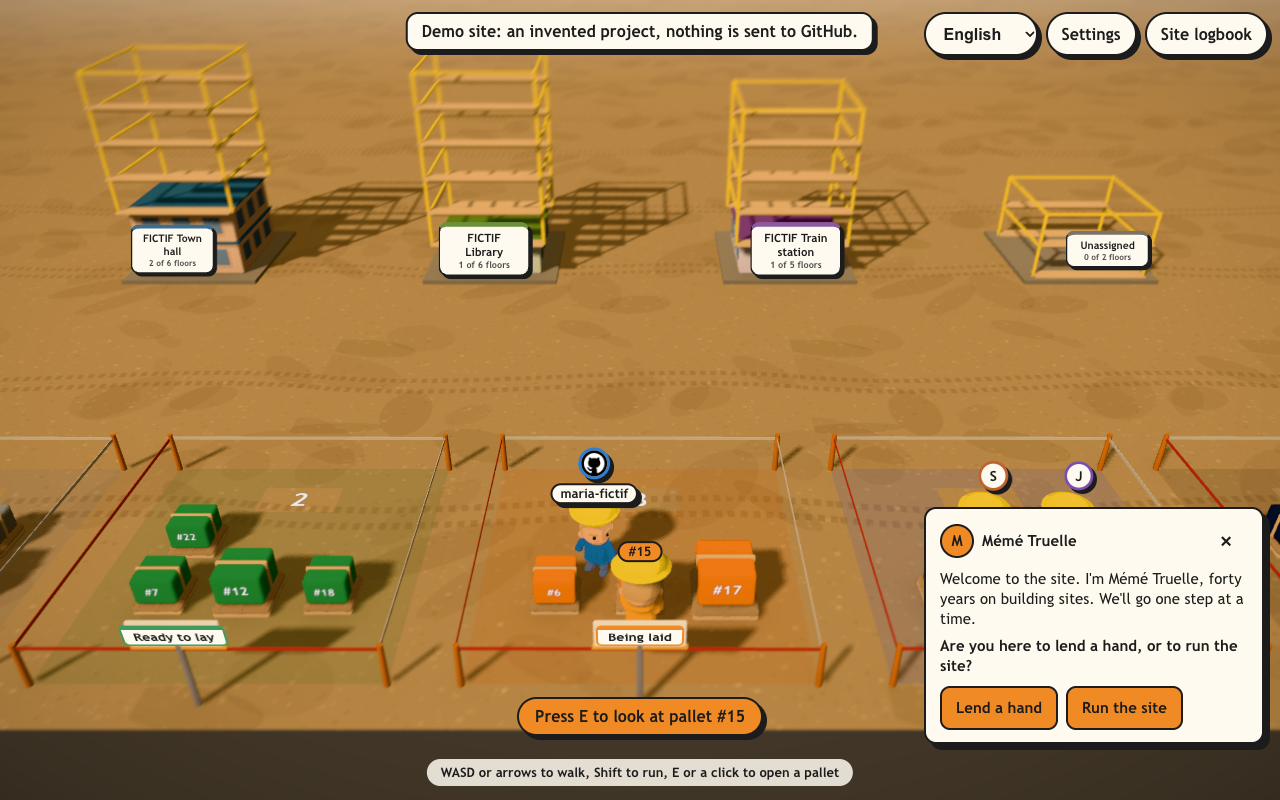 Demo site: an invented project, nothing is sent to GitHub.
English
Settings
Site logbook
FICTIF Town
hall
2 of 6 floors
FICTIF
Library
1 of 6 floors
FICTIF Train
station
1 of 5 floors
Unassigned
0 of 2 floors
2
S
J
maria-fictif
#22
#15
#7
#12
#18
#6
#17
Ready to lay
Being laid
M
Mémé Truelle
×
Welcome to the site. I'm Mémé Truelle, forty
years on building sites. We'll go one step at a
time.
Are you here to lend a hand, or to run the
site?
Lend a hand
Run the site
Press E to look at pallet #15
WASD or arrows to walk, Shift to run, E or a click to open a pallet